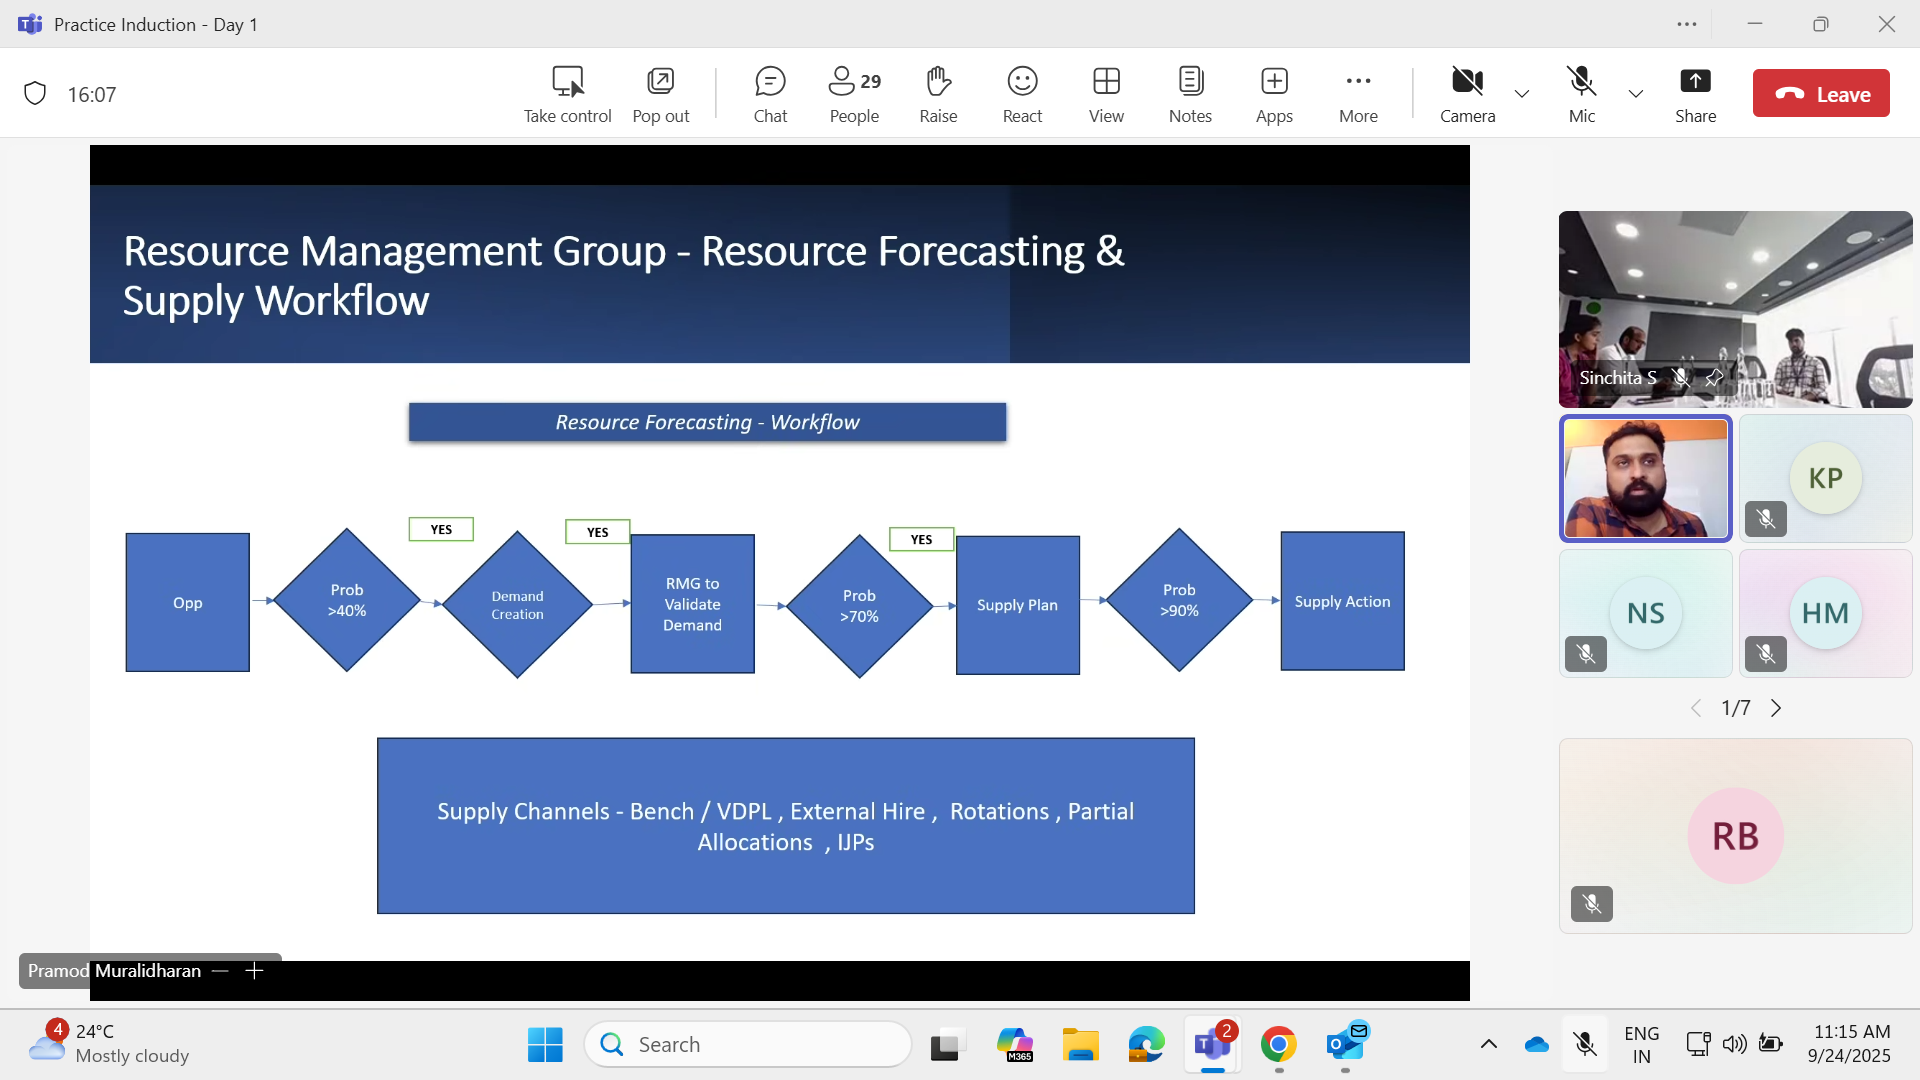 Practice Induction - Day 1
16:07
Take control
Pop out
Chat
29
People
Raise
React
View
Notes
Apps
More
Camera
Mic
Share
Leave
Resource Management Group - Resource Forecasting &
Supply Workflow
Resource Forecasting - Workflow
YES
YES
YES
Opp
Prob
>40%
Demand
Creation
RMG to
Validate
Demand
Prob
>70%
Supply Plan
Prob
>90%
Supply Action
Supply Channels - Bench / VDPL , External Hire , Rotations , Partial
Allocations , IJPs
Pramod Muralidharan
Sinchita S
KP
NS
HM
1/7
RB
4
24°C
Mostly cloudy
Search
M365
2
ENG
IN
11:15 AM
9/24/2025